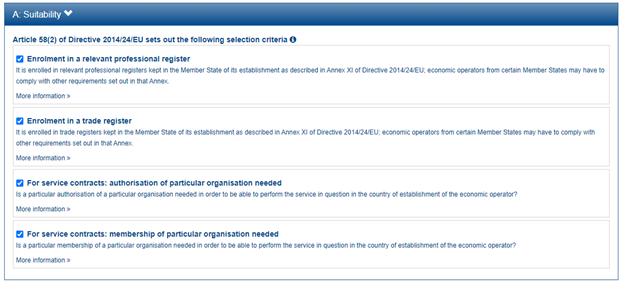 A: Suitability
Article 58(2) of Directive 2014/24/EU sets out the following selection criteria
Enrolment in a relevant professional register
It is enrolled in relevant professional registers kept in the Member State of its establishment as described in Annex XI of Directive 2014/24/EU; economic operators from certain Member States may have to
comply with other requirements set out in that Annex.
More information »
Enrolment in a trade register
It is enrolled in trade registers kept in the Member State of its establishment as described in Annex XI of Directive 2014/24/EU; economic operators from certain Member States may have to comply with
other requirements set out in that Annex.
More information »
For service contracts: authorisation of particular organisation needed
Is a particular authorisation of a particular organisation needed in order to be able to perform the service in question in the country of establishment of the economic operator?
More information »
For service contracts: membership of particular organisation needed
Is a particular membership of a particular organisation needed in order to be able to perform the service in question in the country of establishment of the economic operator?
More information »